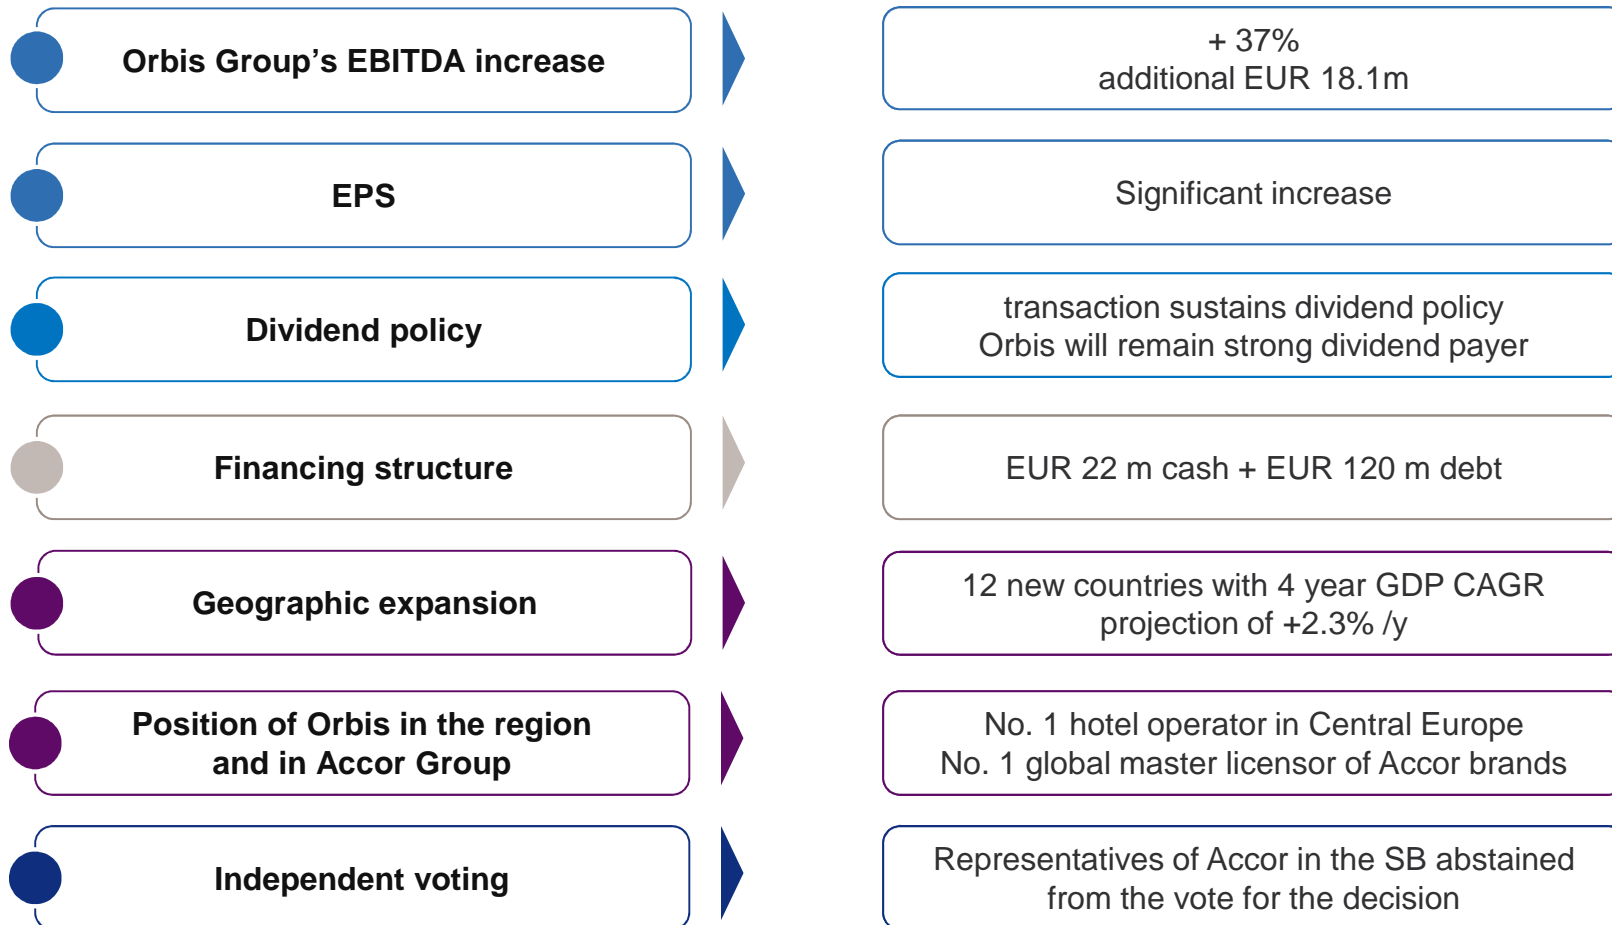 Orbis Group’s EBITDA increase
+ 37%
additional EUR 18.1m
EPS
Significant increase
Dividend policy
transaction sustains dividend policy
Orbis will remain strong dividend payer
Financing structure
EUR 22 m cash + EUR 120 m debt
Geographic expansion
12 new countries with 4 year GDP CAGR
projection of +2.3% /y
Position of Orbis in the region
and in Accor Group
No. 1 hotel operator in Central Europe
No. 1 global master licensor of Accor brands
Independent voting
Representatives of Accor in the SB abstained
from the vote for the decision